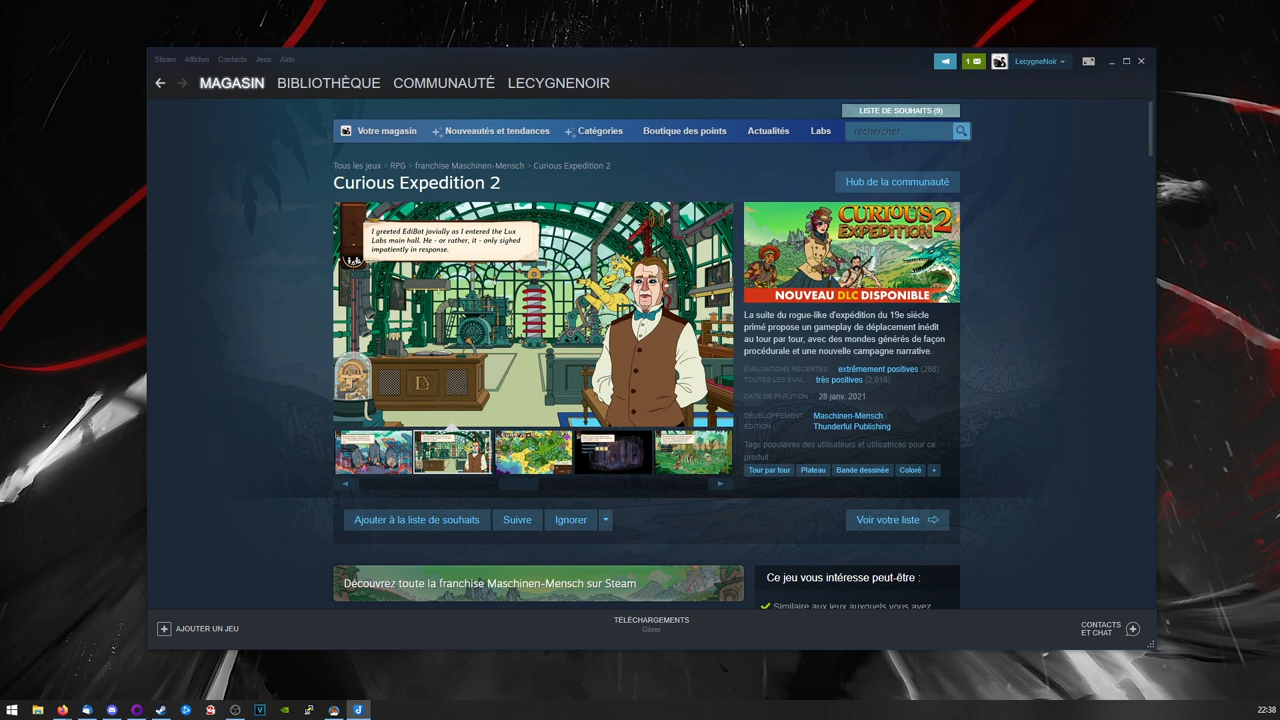 Steam Afficher Contacts Jeux Aide
1
LecygneNoir
MAGASIN BIBLIOTHÈQUE COMMUNAUTÉ LECYGNENOIR
LISTE DE SOUHAITS (9)
Votre magasin Nouveautés et tendances Catégories Boutique des points Actualités Labs rechercher
Tous les jeux > RPG > franchise Maschinen-Mensch > Curious Expedition 2
Curious Expedition 2
Hub de la communauté
I greeted EdiBot jovially as I entered the Lux
Labs main hall. He - or rather, it - only sighed
impatiently in response.
CURIOUS
EXPEDITION 2
NOUVEAU DLC DISPONIBLE
La suite du rogue-like d'expédition du 19e siècle
primé propose un gameplay de déplacement inédit
au tour par tour, avec des mondes générés de façon
procédurale et une nouvelle campagne narrative.
ÉVALUATIONS RÉCENTES : extrêmement positives (268)
TOUTES LES ÉVAL. : très positives (2,016)
DATE DE PARUTION : 28 janv. 2021
DÉVELOPPEMENT : Maschinen-Mensch
ÉDITION : Thunderful Publishing
Tags populaires des utilisateurs et utilisatrices pour ce
produit :
Tour par tour Plateau Bande dessinée Coloré +
Ajouter à la liste de souhaits Suivre Ignorer
Voir votre liste
Découvrez toute la franchise Maschinen-Mensch sur Steam
Ce jeu vous intéresse peut-être :
Similaire aux jeux auxquels vous avez
AJOUTER UN JEU
TÉLÉCHARGEMENTS
Gérer
CONTACTS
ET CHAT
22:38